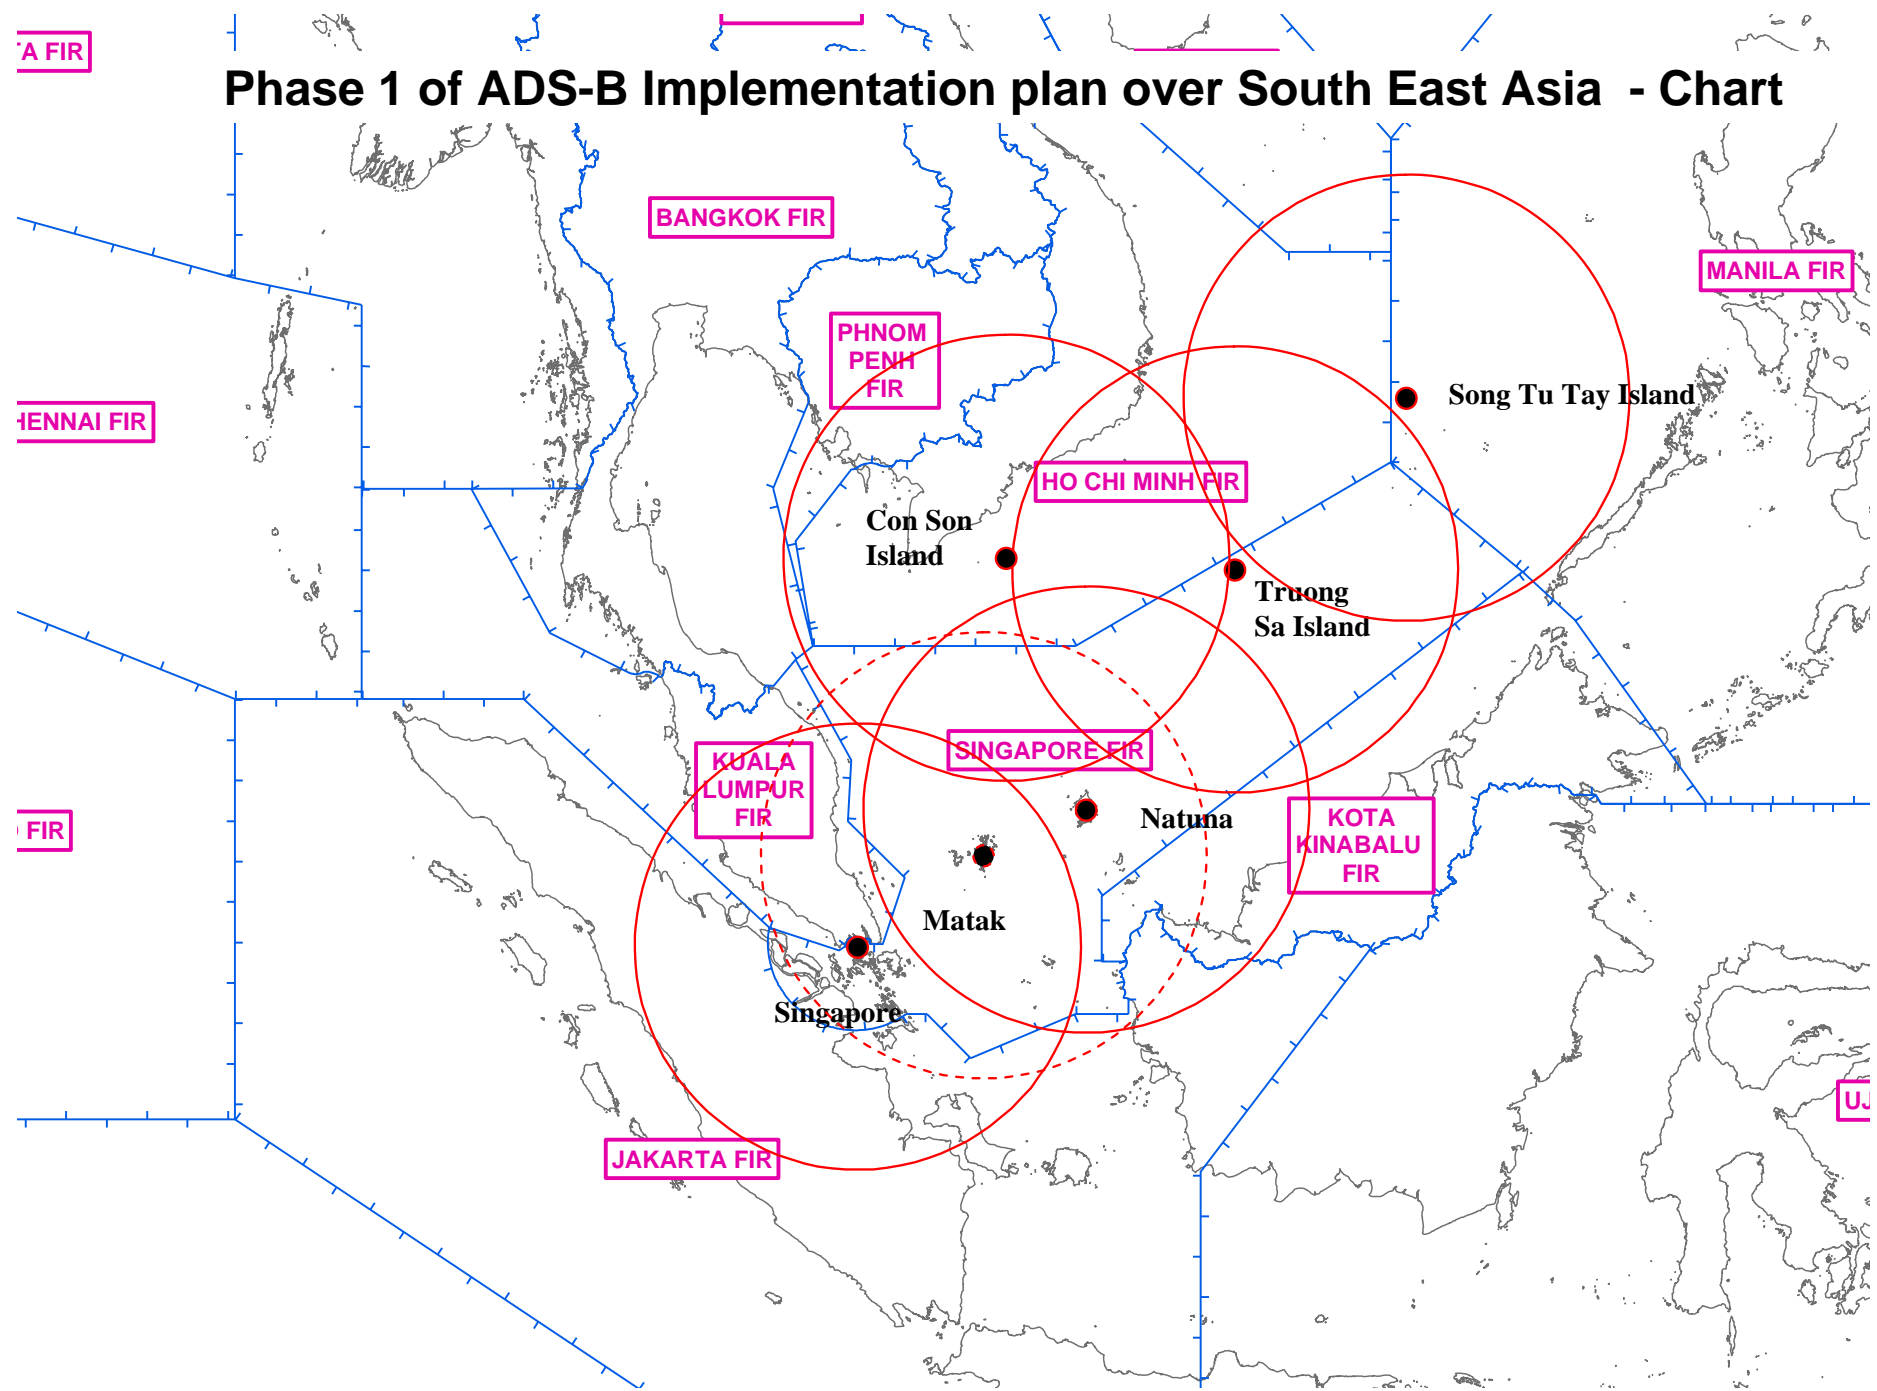 TA FIR
Phase 1 of ADS-B Implementation plan over South East Asia - Chart
BANGKOK FIR
MANILA FIR
PHNOM
PENH
FIR
Song Tu Tay Island
HENNAI FIR
HO CHI MINH FIR
Con Son
Island
Truong
Sa Island
SINGAPORE FIR
KUALA
LUMPUR
FIR
Natuna
KOTA
KINABALU
FIR
FIR
Matak
Singapore
UJ
JAKARTA FIR